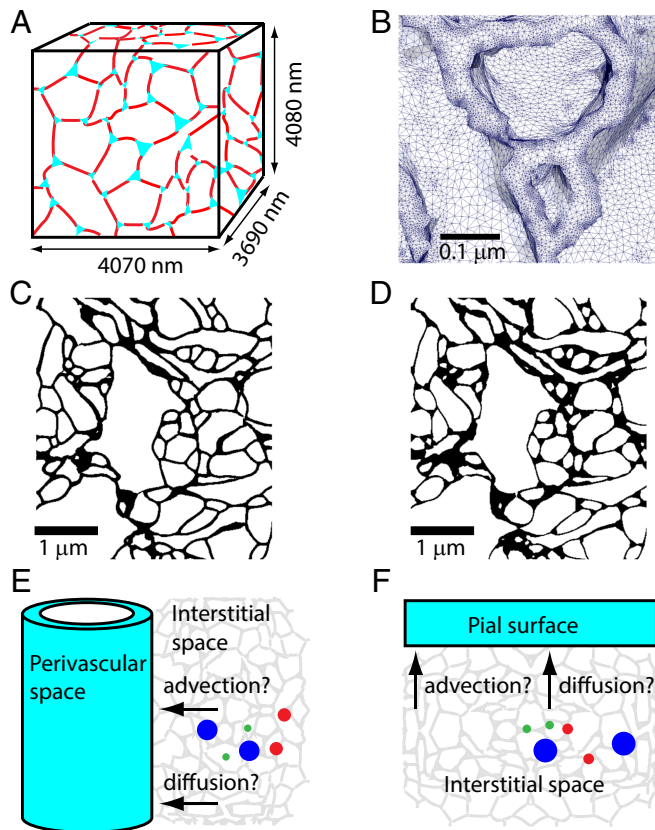 A
4080 nm
3690 nm
4070 nm
B
0.1 μm
C
1 μm
D
1 μm
E
Interstitial
space
Perivascular
space
advection?
diffusion?
F
Pial surface
advection? diffusion?
Interstitial space